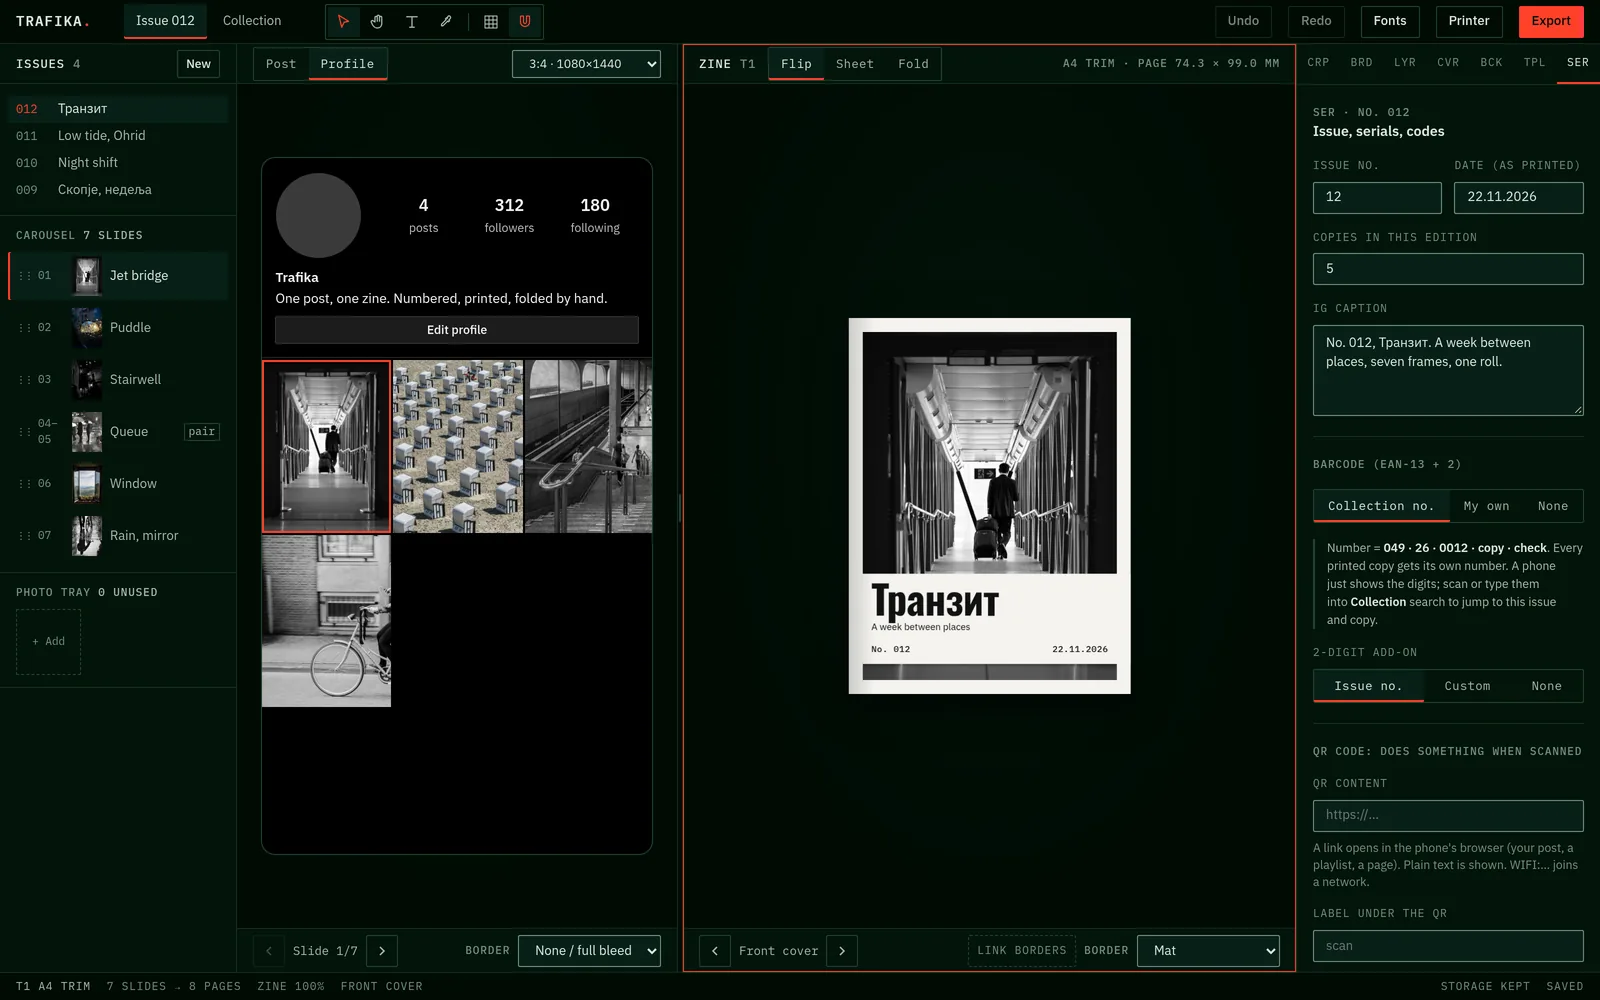 TRAFIKA.
Issue 012
Collection
Undo
Redo
Fonts
Printer
Export
ISSUES 4
New
012 Транзит
011 Low tide, Ohrid
010 Night shift
009 Скопје, недеља
CAROUSEL 7 SLIDES
01 Jet bridge
02 Puddle
03 Stairwell
04–
05 Queue pair
06 Window
07 Rain, mirror
PHOTO TRAY 0 UNUSED
+ Add
Post
Profile
3:4 · 1080×1440
4
posts
312
followers
180
following
Trafika
One post, one zine. Numbered, printed, folded by hand.
Edit profile
Slide 1/7
BORDER
None / full bleed
ZINE T1
Flip
Sheet
Fold
A4 TRIM · PAGE 74.3 × 99.0 MM
Транзит
A week between places
No. 012
22.11.2026
Front cover
LINK BORDERS
BORDER
Mat
CRP BRD LYR CVR BCK TPL SER
SER · NO. 012
Issue, serials, codes
ISSUE NO.
DATE (AS PRINTED)
12
22.11.2026
COPIES IN THIS EDITION
5
IG CAPTION
No. 012, Транзит. A week between
places, seven frames, one roll.
BARCODE (EAN-13 + 2)
Collection no.
My own
None
Number = 049 · 26 · 0012 · copy · check. Every
printed copy gets its own number. A phone
just shows the digits; scan or type them
into Collection search to jump to this issue
and copy.
2-DIGIT ADD-ON
Issue no.
Custom
None
QR CODE: DOES SOMETHING WHEN SCANNED
QR CONTENT
https://…
A link opens in the phone's browser (your post, a
playlist, a page). Plain text is shown. WIFI:… joins
a network.
LABEL UNDER THE QR
scan
T1 A4 TRIM
7 SLIDES → 8 PAGES
ZINE 100%
FRONT COVER
STORAGE KEPT
SAVED